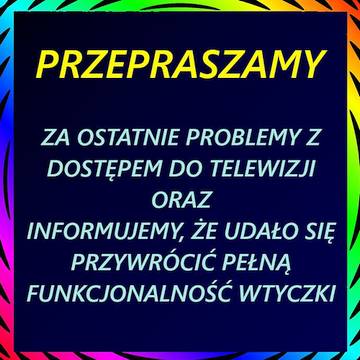 PRZEPRASZAMY
ZA OSTATNIE PROBLEMY Z
DOSTĘPEM DO TELEWIZJI
ORAZ
INFORMUJEMY, ŻE UDAŁO SIĘ
PRZYWRÓCIĆ PEŁNĄ
FUNKCJONALNOŚĆ WTYCZKI